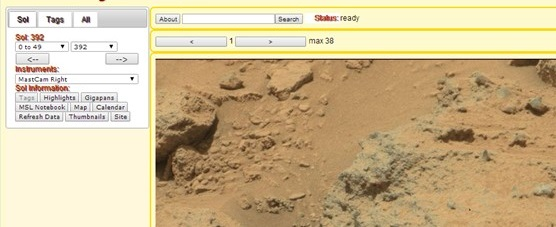 Sol Tags All
Sol: 392
0 to 49 392
<-- -->
Instruments:
MastCam Right
Sol Information:
Tags Highlights Gigapans
MSL Notebook Map Calendar
Refresh Data Thumbnails Site
About Search Status: ready
< 1 > max 38